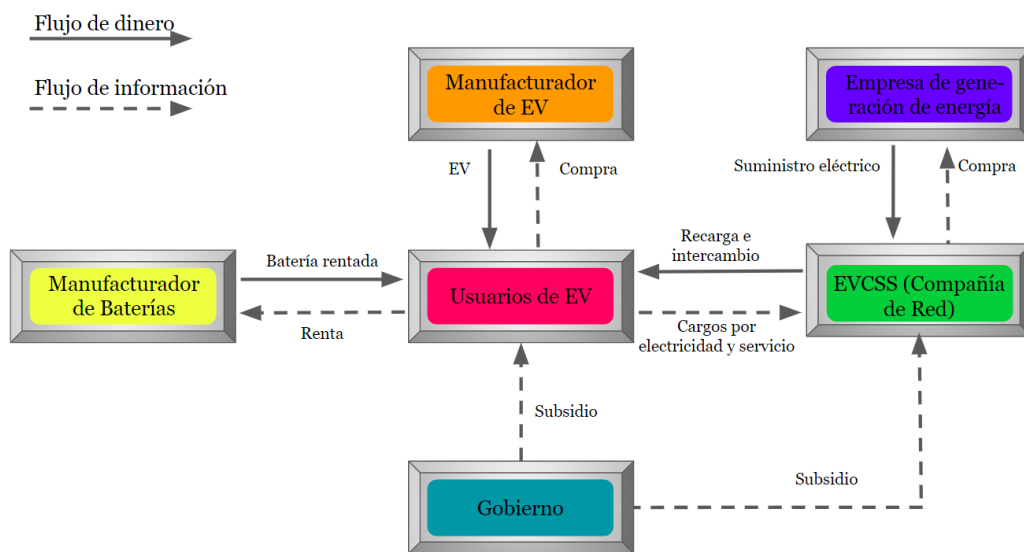 Flujo de dinero
Flujo de información
Manufacturador
de EV
Empresa de gene-
ración de energía
EV
Compra
Suministro eléctrico
Compra
Manufacturador
de Baterías
Batería rentada
Renta
Usuarios de EV
Recarga e
intercambio
Cargos por
electricidad y servicio
EVCSS (Compañía
de Red)
Subsidio
Gobierno
Subsidio